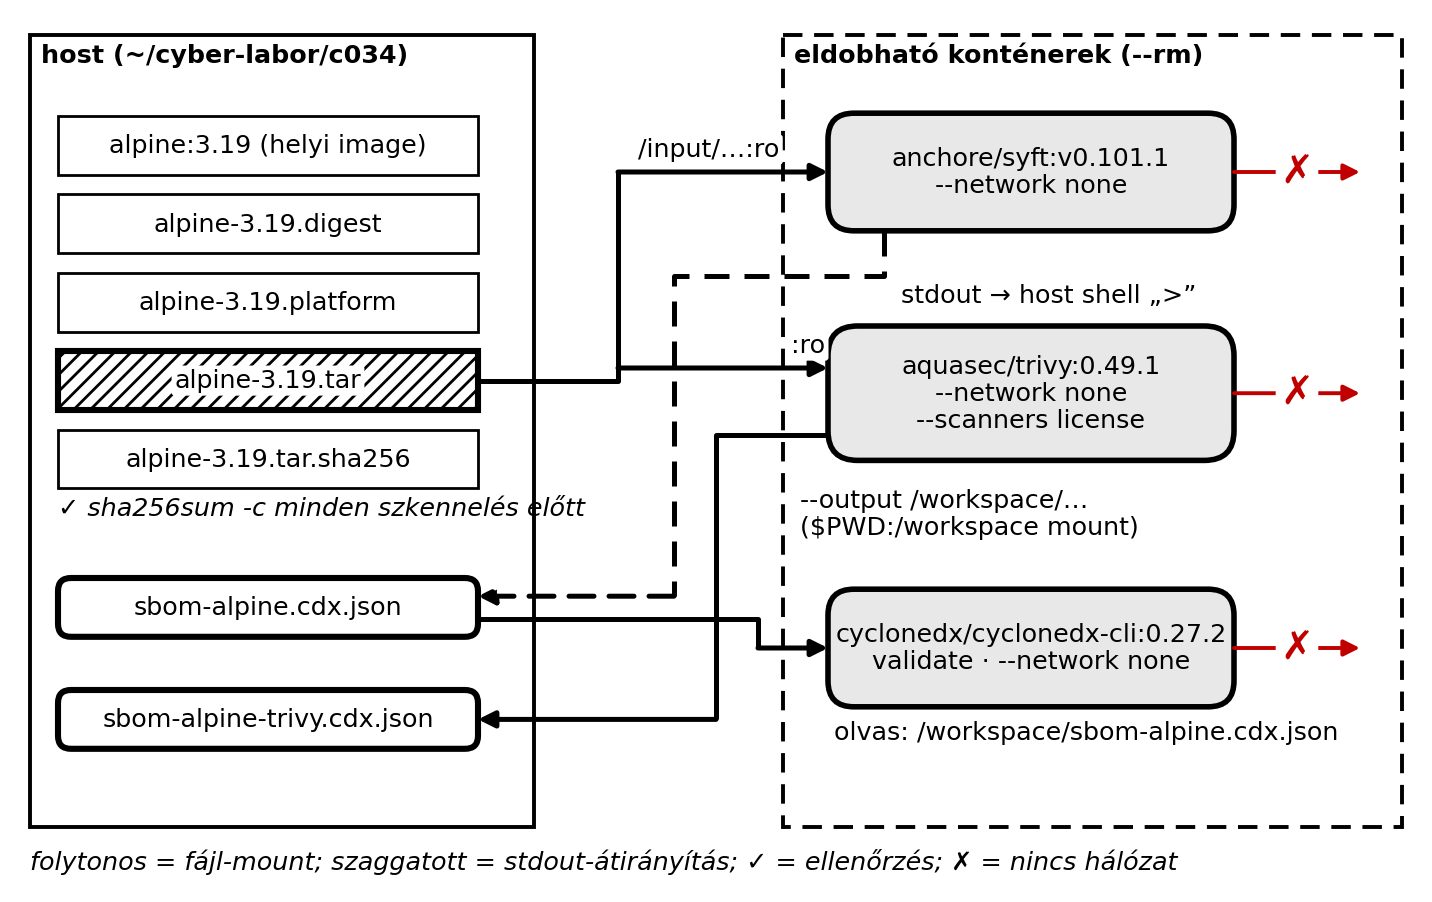 host (~/cyber-labor/c034)
alpine:3.19 (helyi image)
alpine-3.19.digest
alpine-3.19.platform
alpine-3.19.tar
alpine-3.19.tar.sha256
✓ sha256sum -c minden szkennelés előtt
sbom-alpine.cdx.json
sbom-alpine-trivy.cdx.json
/input/...:ro
:ro
eldobható konténerek (--rm)
anchore/syft:v0.101.1
--network none
✗
stdout → host shell „>”
aquasec/trivy:0.49.1
--network none
--scanners license
✗
--output /workspace/...
($PWD:/workspace mount)
cyclonedx/cyclonedx-cli:0.27.2
validate · --network none
✗
olvas: /workspace/sbom-alpine.cdx.json
folytonos = fájl-mount; szaggatott = stdout-átirányítás; ✓ = ellenőrzés; ✗ = nincs hálózat